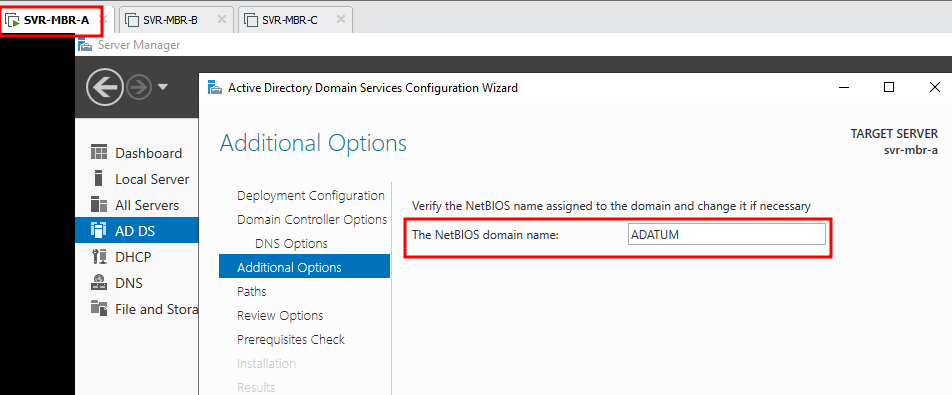 SVR-MBR-A
SVR-MBR-B
SVR-MBR-C
Server Manager
Active Directory Domain Services Configuration Wizard
Additional Options
TARGET SERVER
svr-mbr-a
Dashboard
Local Server
All Servers
AD DS
DHCP
DNS
File and Stora
Deployment Configuration
Domain Controller Options
DNS Options
Additional Options
Paths
Review Options
Prerequisites Check
Installation
Results
Verify the NetBIOS name assigned to the domain and change it if necessary
The NetBIOS domain name:
ADATUM